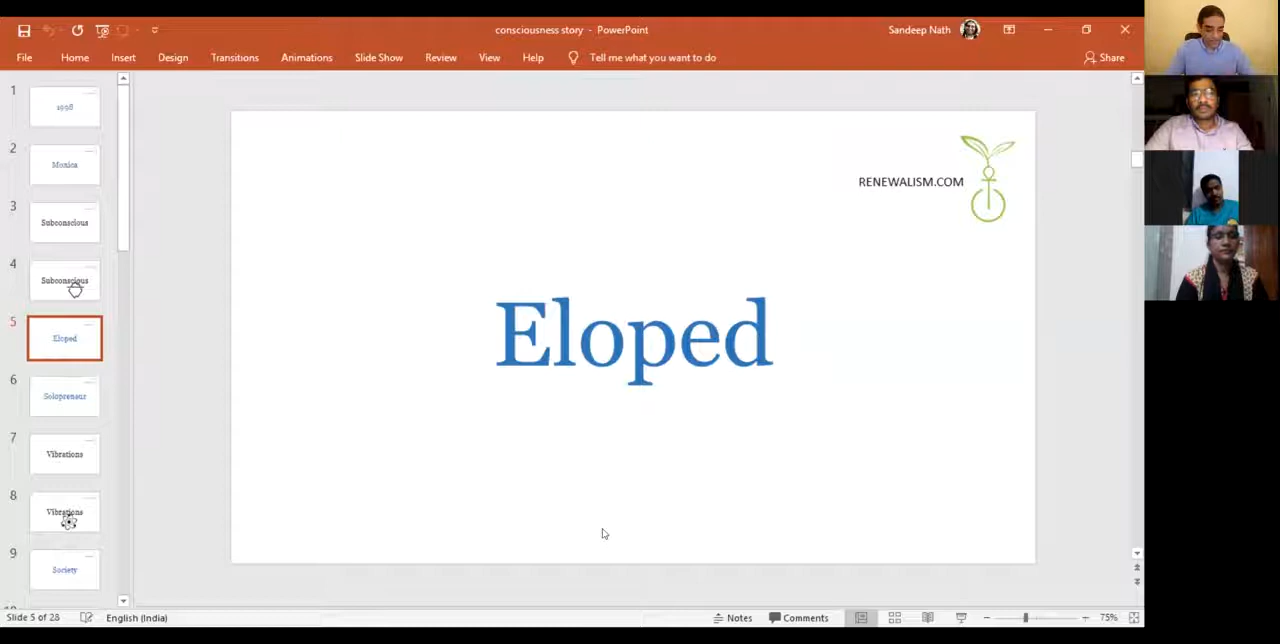 consciousness story - PowerPoint
Sandeep Nath
File Home Insert Design Transitions Animations Slide Show Review View Help Tell me what you want to do Share
1
1998
2
Monica
3
Subconscious
4
Subconscious
5
Eloped
6
Solopreneur
7
Vibrations
8
Vibrations
9
Society
RENEWALISM.COM
Eloped
Slide 5 of 28 English (India) Notes Comments 75%